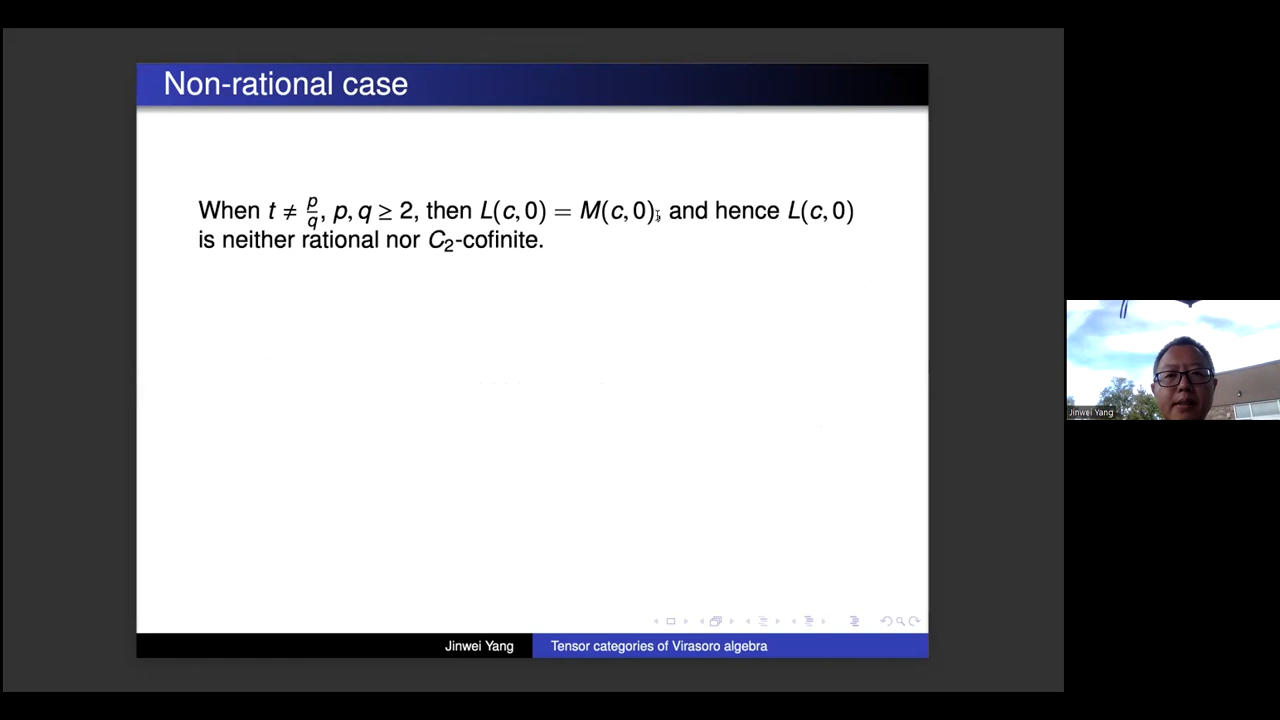 Non-rational case
When t ≠ p/q, p, q ≥ 2, then L(c, 0) = M(c, 0), and hence L(c, 0)
is neither rational nor C₂-cofinite.
Jinwei Yang
Jinwei Yang Tensor categories of Virasoro algebra